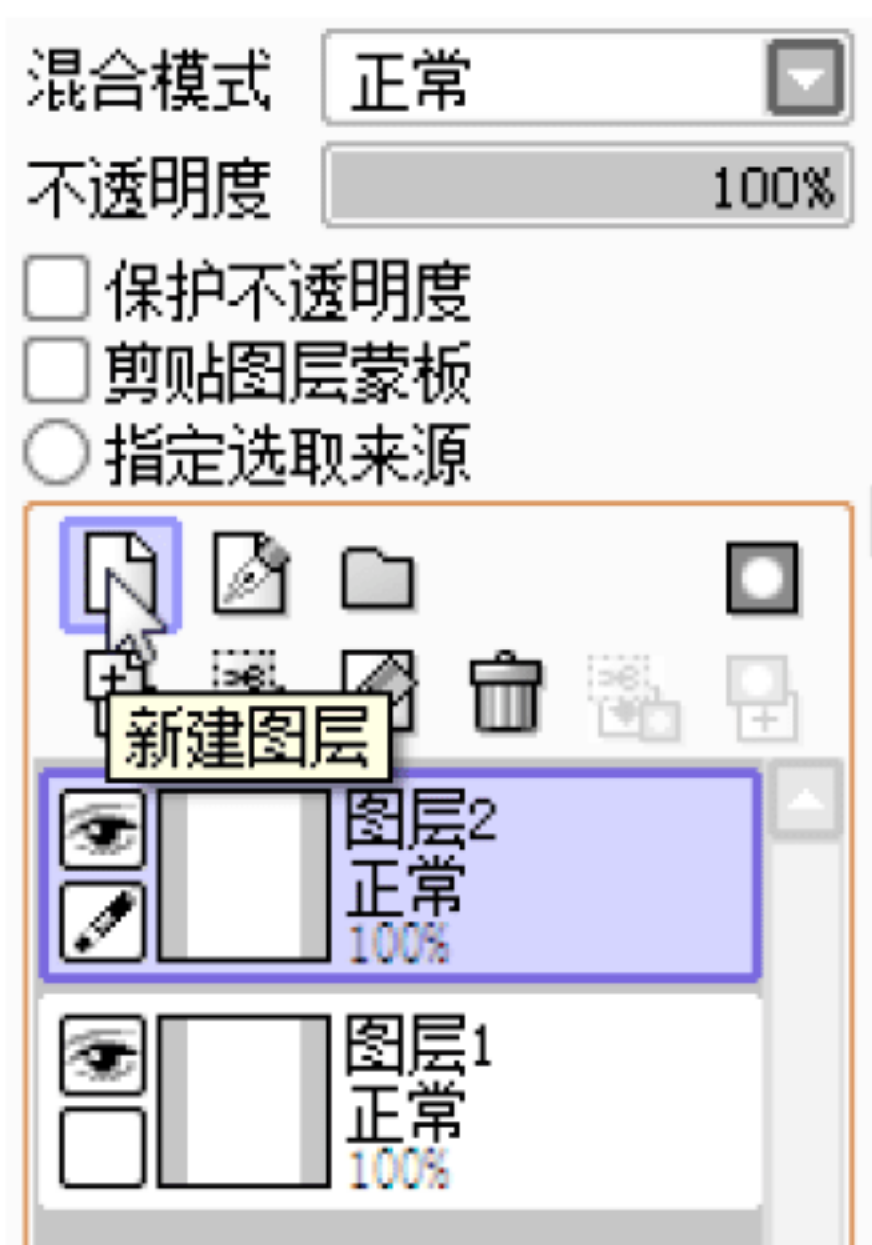 混合模式 正常
不透明度 100%
保护不透明度
剪贴图层蒙板
指定选取来源
新建图层
图层2
正常
100%
图层1
正常
100%